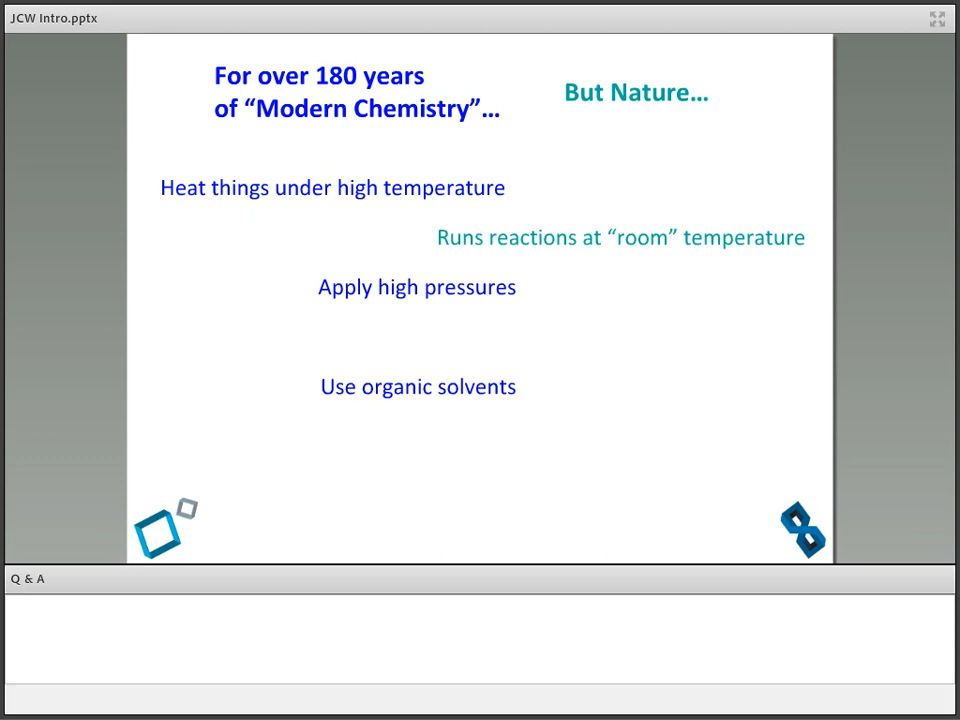 JCW Intro.pptx
For over 180 years
of “Modern Chemistry”…
But Nature…
Heat things under high temperature
Runs reactions at “room” temperature
Apply high pressures
Use organic solvents
Q & A